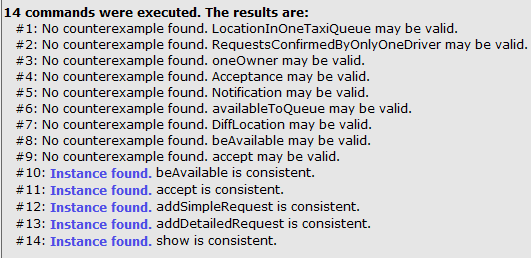 14 commands were executed. The results are:
#1: No counterexample found. LocationInOneTaxiQueue may be valid.
#2: No counterexample found. RequestsConfirmedByOnlyOneDriver may be valid.
#3: No counterexample found. oneOwner may be valid.
#4: No counterexample found. Acceptance may be valid.
#5: No counterexample found. Notification may be valid.
#6: No counterexample found. availableToQueue may be valid.
#7: No counterexample found. DiffLocation may be valid.
#8: No counterexample found. beAvailable may be valid.
#9: No counterexample found. accept may be valid.
#10: Instance found. beAvailable is consistent.
#11: Instance found. accept is consistent.
#12: Instance found. addSimpleRequest is consistent.
#13: Instance found. addDetailedRequest is consistent.
#14: Instance found. show is consistent.